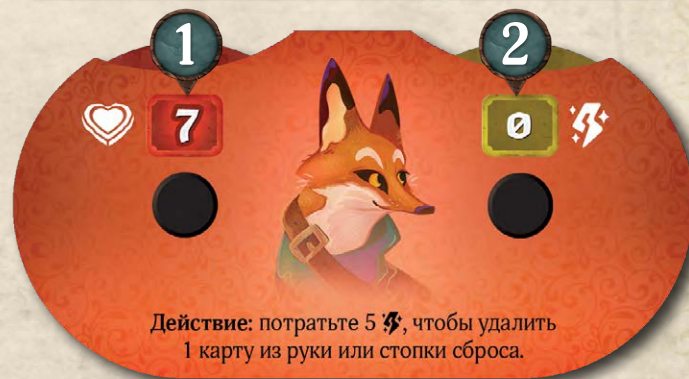 1 2
7 0
Действие: потратьте 5 , чтобы удалить
1 карту из руки или стопки сброса.